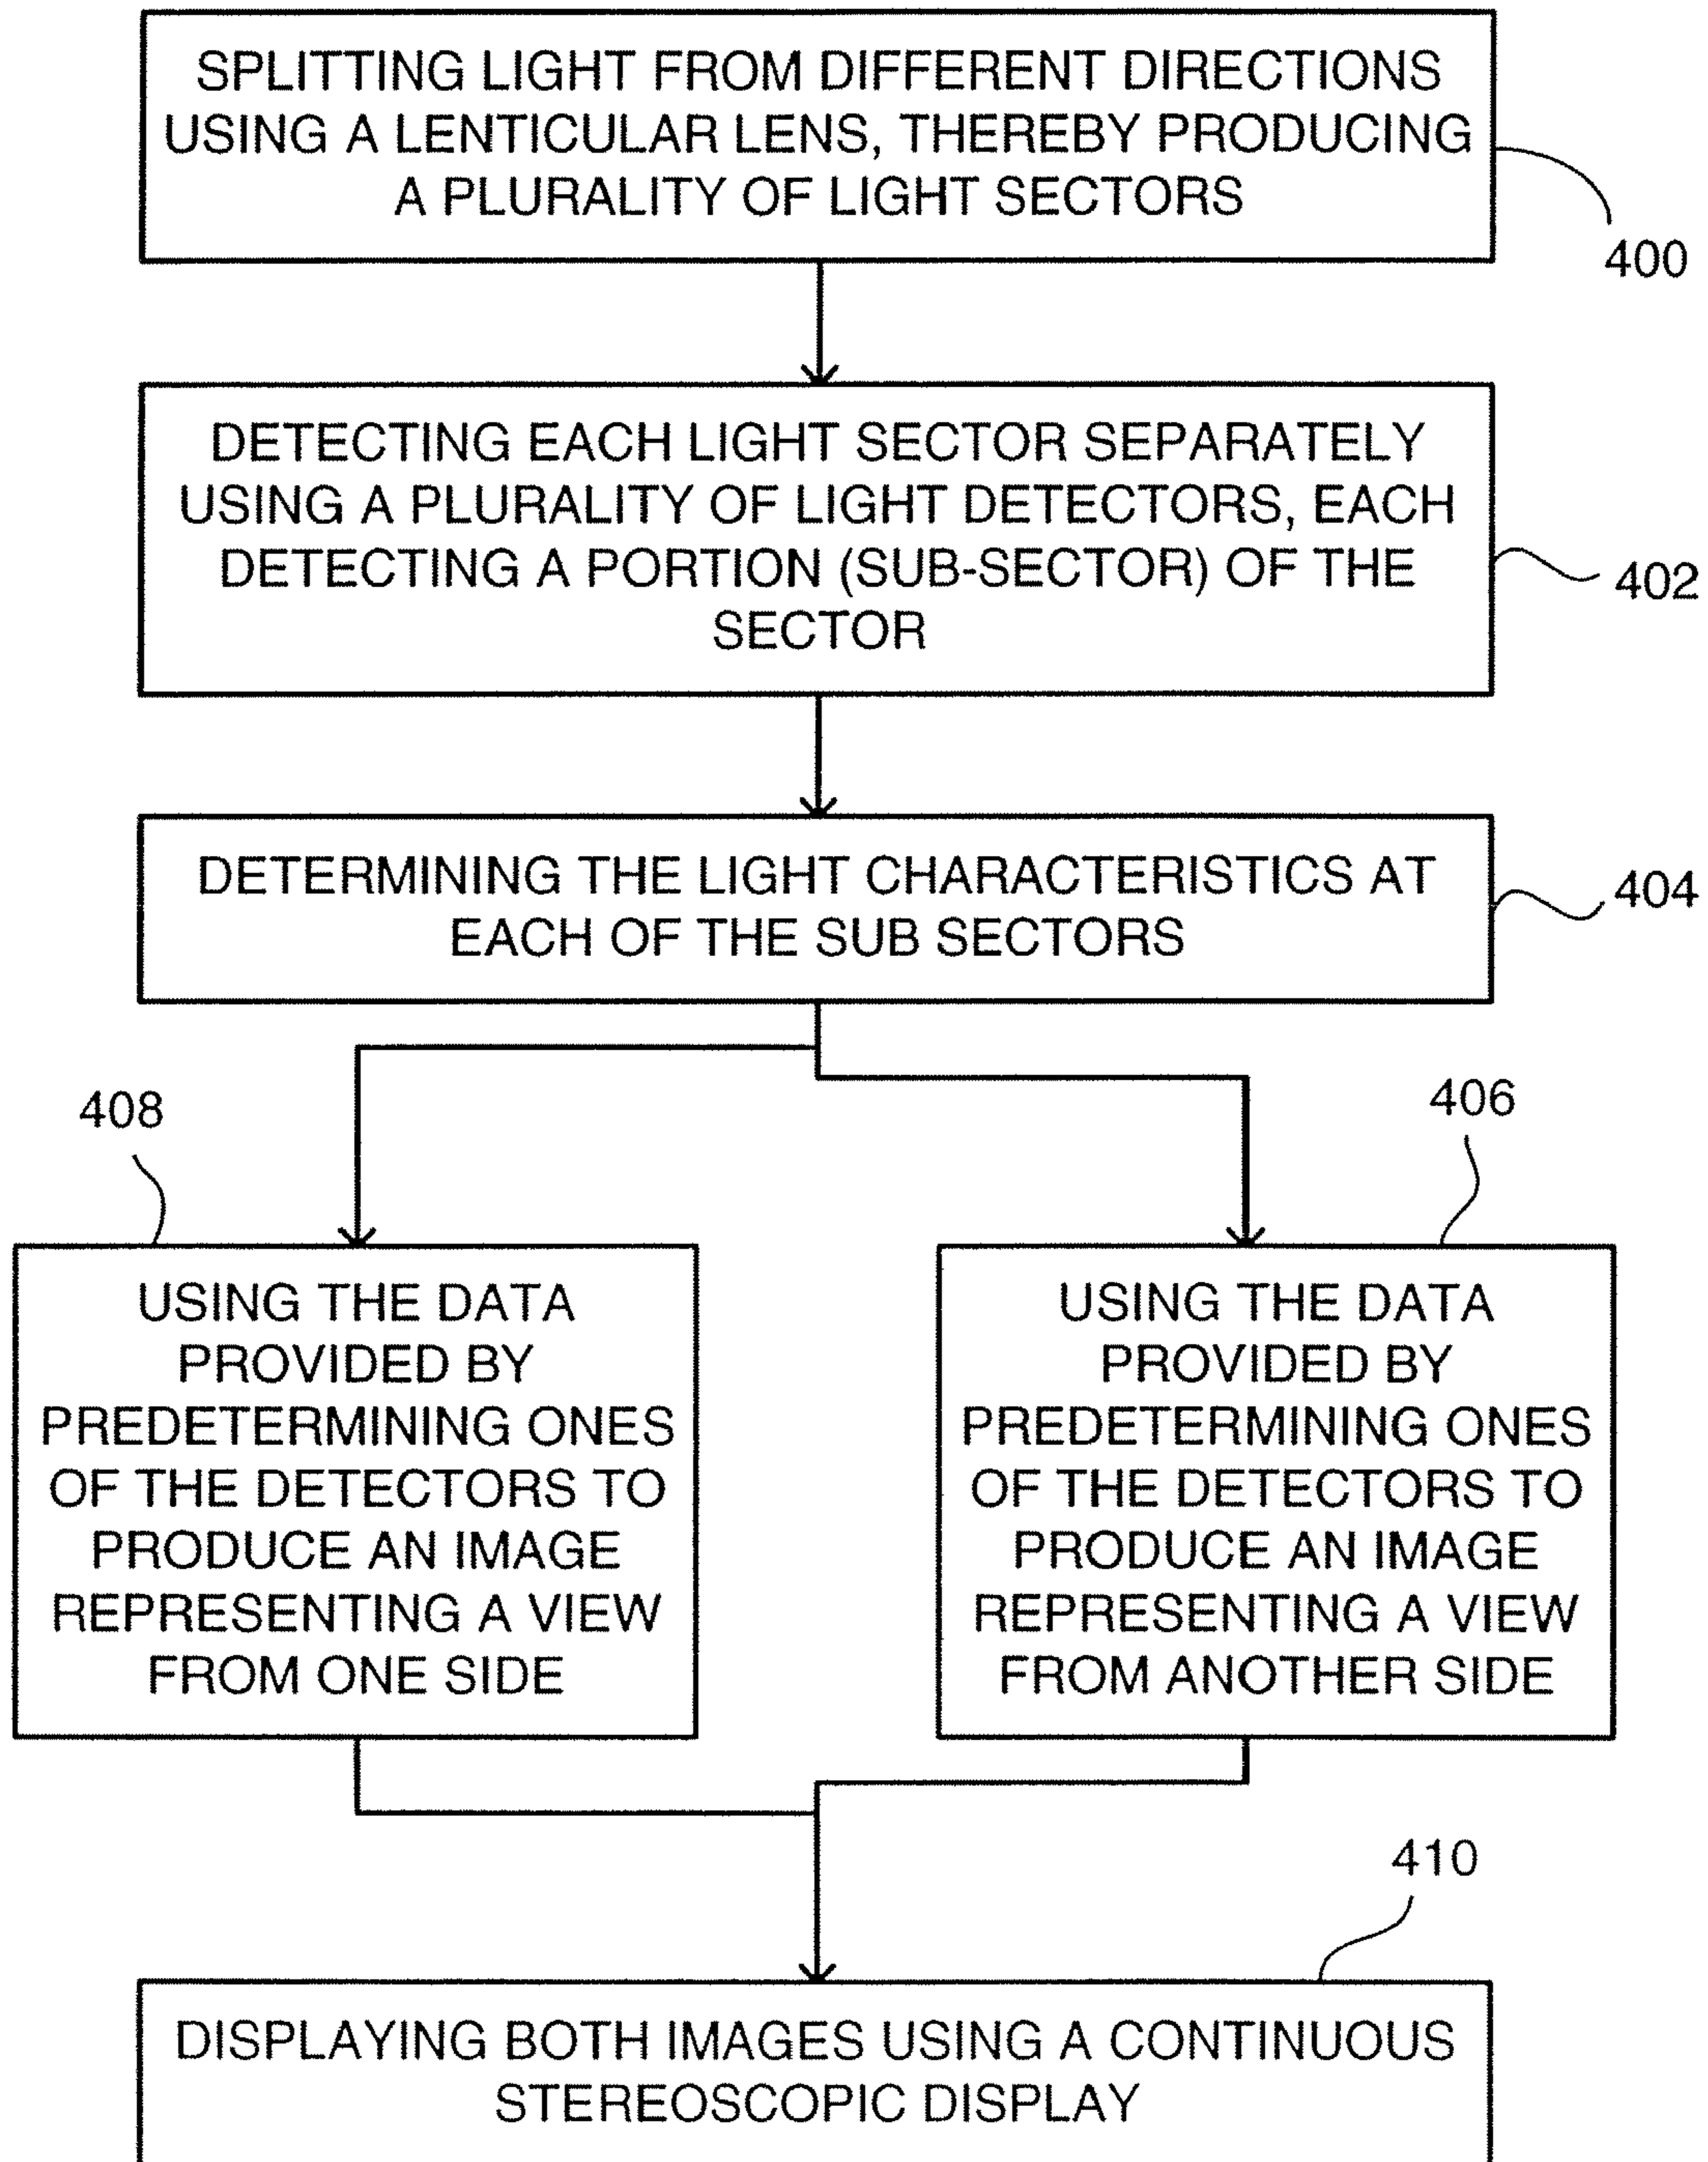 SPLITTING LIGHT FROM DIFFERENT DIRECTIONS
USING A LENTICULAR LENS, THEREBY PRODUCING
A PLURALITY OF LIGHT SECTORS
400
DETECTING EACH LIGHT SECTOR SEPARATELY
USING A PLURALITY OF LIGHT DETECTORS, EACH
DETECTING A PORTION (SUB-SECTOR) OF THE
SECTOR
402
DETERMINING THE LIGHT CHARACTERISTICS AT
EACH OF THE SUB SECTORS
404
408
USING THE DATA
PROVIDED BY
PREDETERMINING ONES
OF THE DETECTORS TO
PRODUCE AN IMAGE
REPRESENTING A VIEW
FROM ONE SIDE
406
USING THE DATA
PROVIDED BY
PREDETERMINING ONES
OF THE DETECTORS TO
PRODUCE AN IMAGE
REPRESENTING A VIEW
FROM ANOTHER SIDE
410
DISPLAYING BOTH IMAGES USING A CONTINUOUS
STEREOSCOPIC DISPLAY